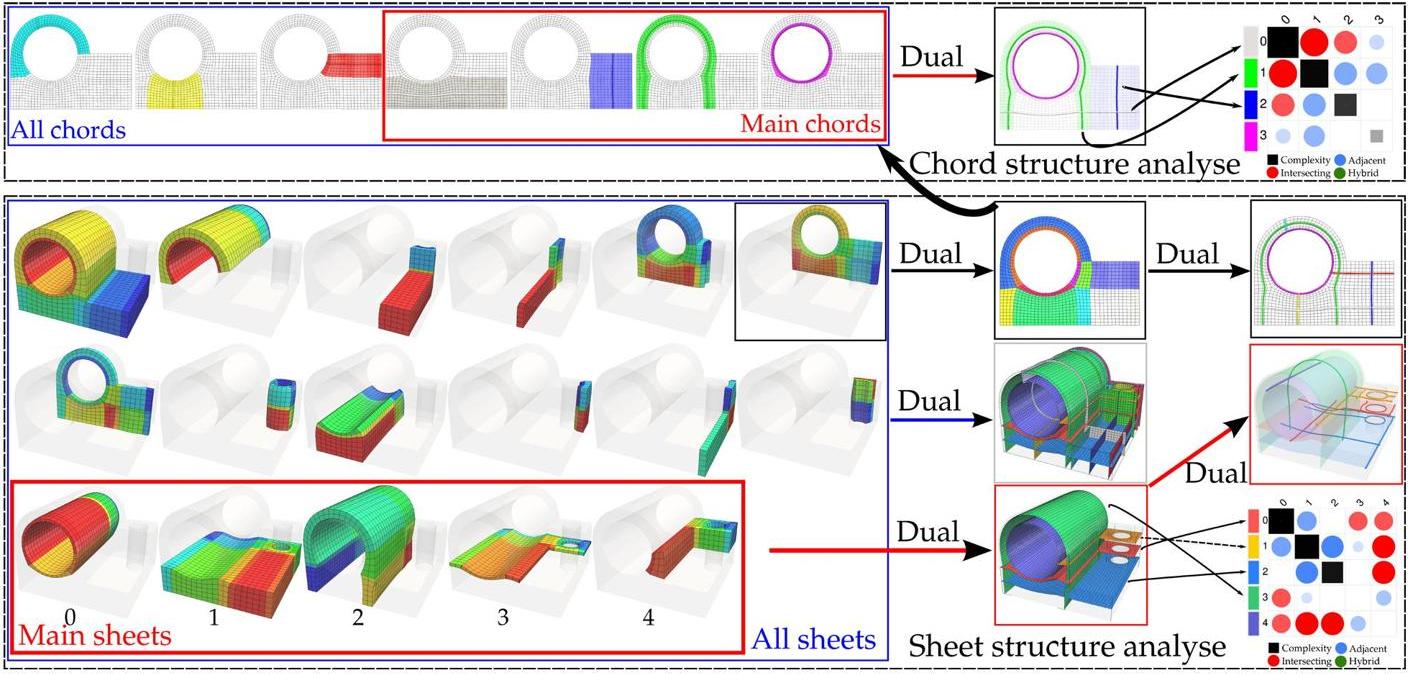 All chords
Main chords
Dual
0 1 2 3
0
1
2
3
Complexity Adjacent
Intersecting Hybrid
Chord structure analyse
Dual
Dual
Dual
Dual
Dual
0 1 2 3 4
Main sheets
All sheets
Sheet structure analyse
0 1 2 3 4
0
1
2
3
4
Complexity Adjacent
Intersecting Hybrid